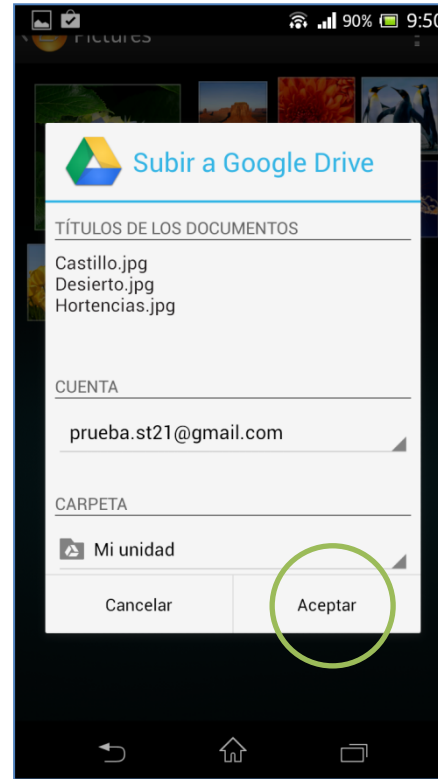 90% 9:50
Pictures
Subir a Google Drive
TÍTULOS DE LOS DOCUMENTOS
Castillo.jpg
Desierto.jpg
Hortencias.jpg
CUENTA
prueba.st21@gmail.com
CARPETA
Mi unidad
Cancelar Aceptar